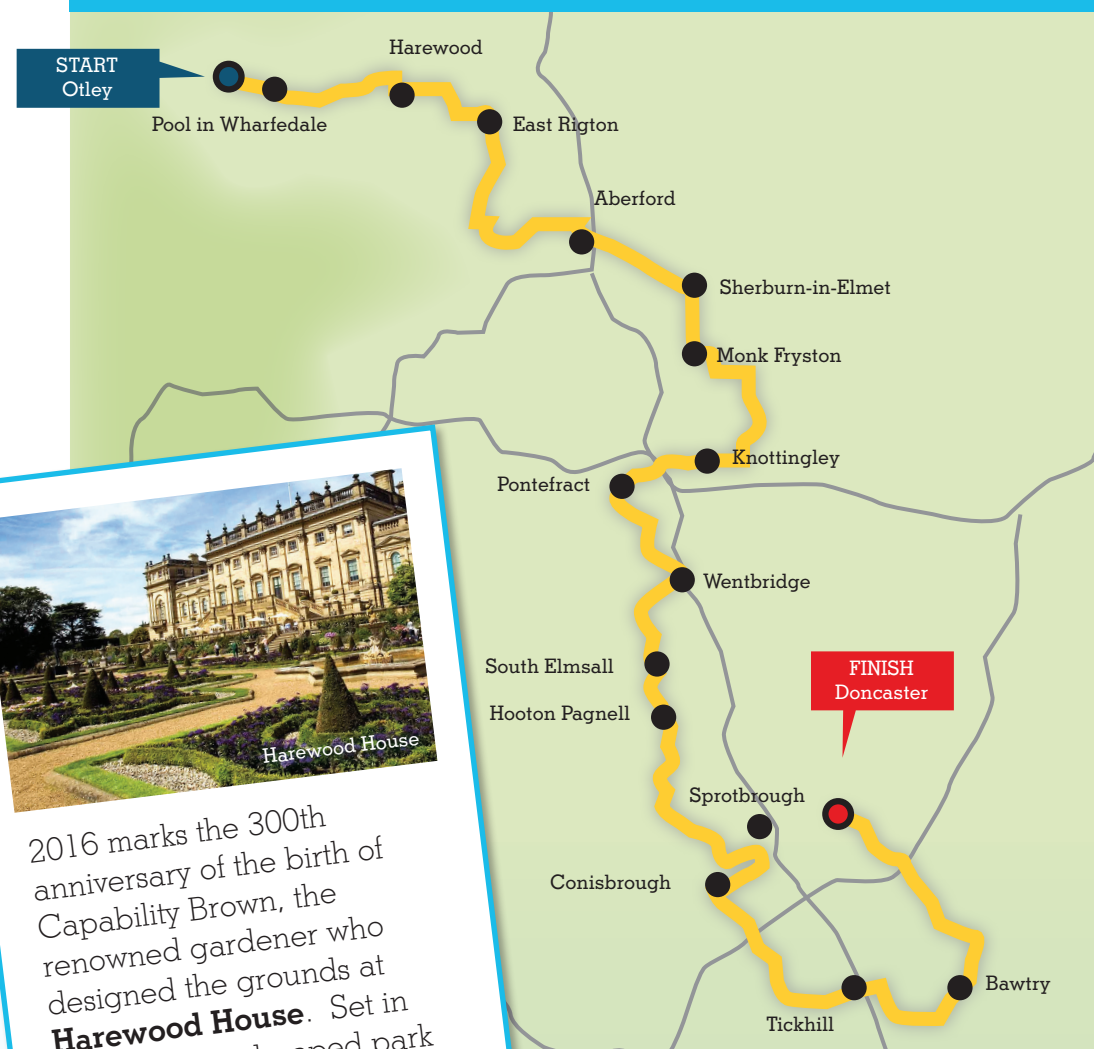 START
Otley
Harewood
Pool in Wharfedale
East Rigton
Aberford
Sherburn-in-Elmet
Monk Fryston
Knottingley
Pontefract
Wentbridge
South Elmsall
Hooton Pagnell
FINISH
Doncaster
Sprotbrough
Conisbrough
Bawtry
Tickhill
Harewood House
2016 marks the 300th
anniversary of the birth of
Capability Brown, the
renowned gardener who
designed the grounds at
Harewood House. Set in
park